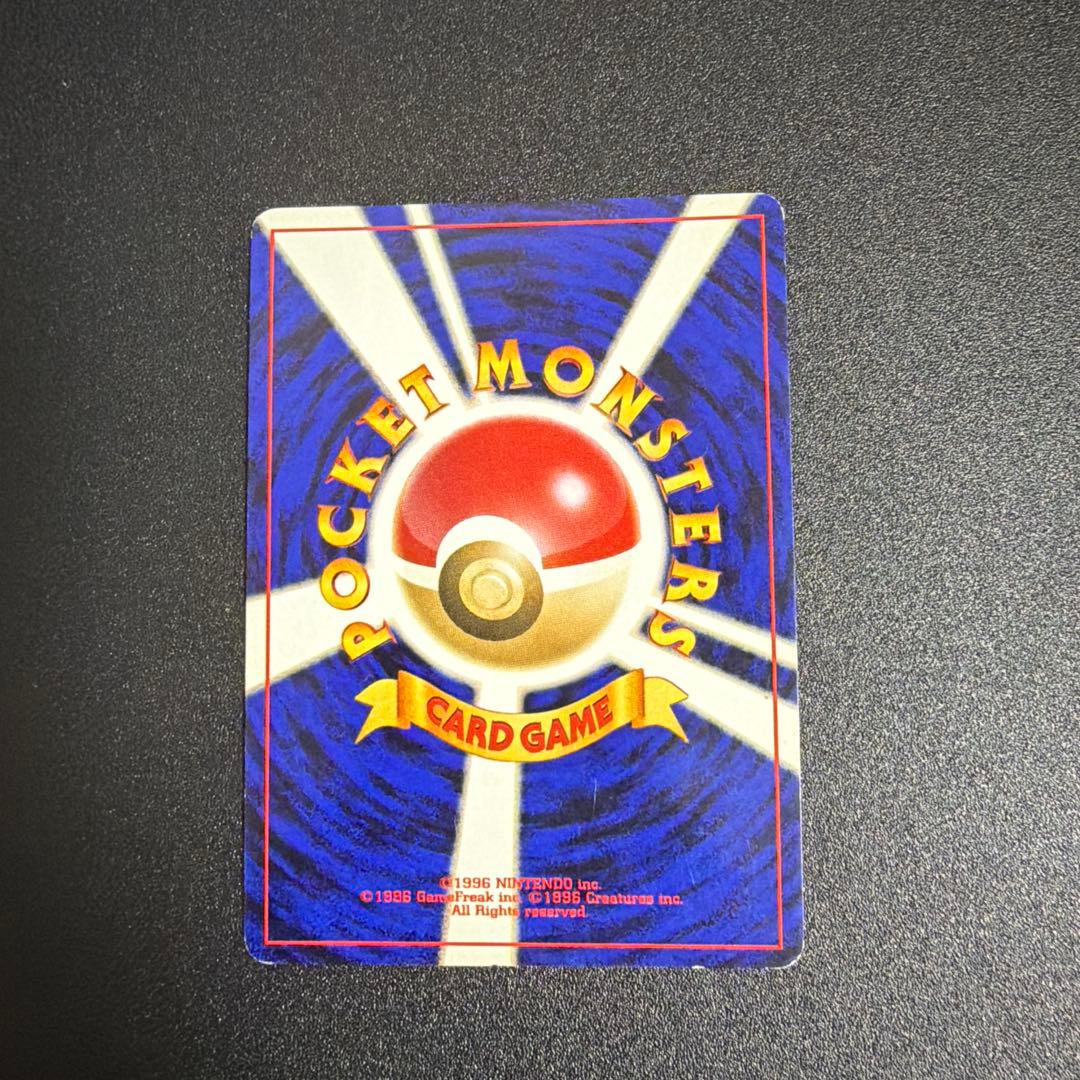 POCKET MONSTERS
CARD GAME
©1996 NINTENDO inc.
©1996 GameFreak inc. ©1996 Creatures inc.
All Rights reserved.